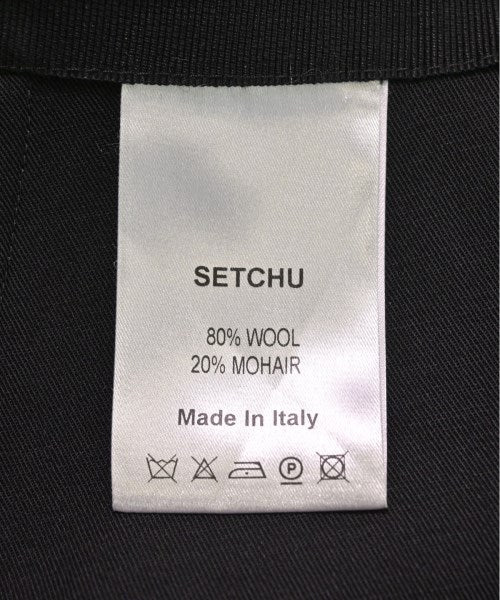 SETCHU
80% WOOL
20% MOHAIR
Made In Italy
P